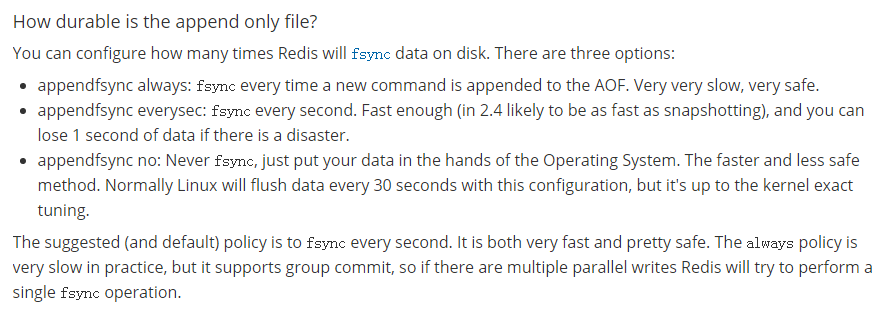 How durable is the append only file?
You can configure how many times Redis will fsync data on disk. There are three options:
• appendfsync always: fsync every time a new command is appended to the AOF. Very very slow, very safe.
• appendfsync everysec: fsync every second. Fast enough (in 2.4 likely to be as fast as snapshotting), and you can
lose 1 second of data if there is a disaster.
• appendfsync no: Never fsync, just put your data in the hands of the Operating System. The faster and less safe
method. Normally Linux will flush data every 30 seconds with this configuration, but it's up to the kernel exact
tuning.
The suggested (and default) policy is to fsync every second. It is both very fast and pretty safe. The always policy is
very slow in practice, but it supports group commit, so if there are multiple parallel writes Redis will try to perform a
single fsync operation.